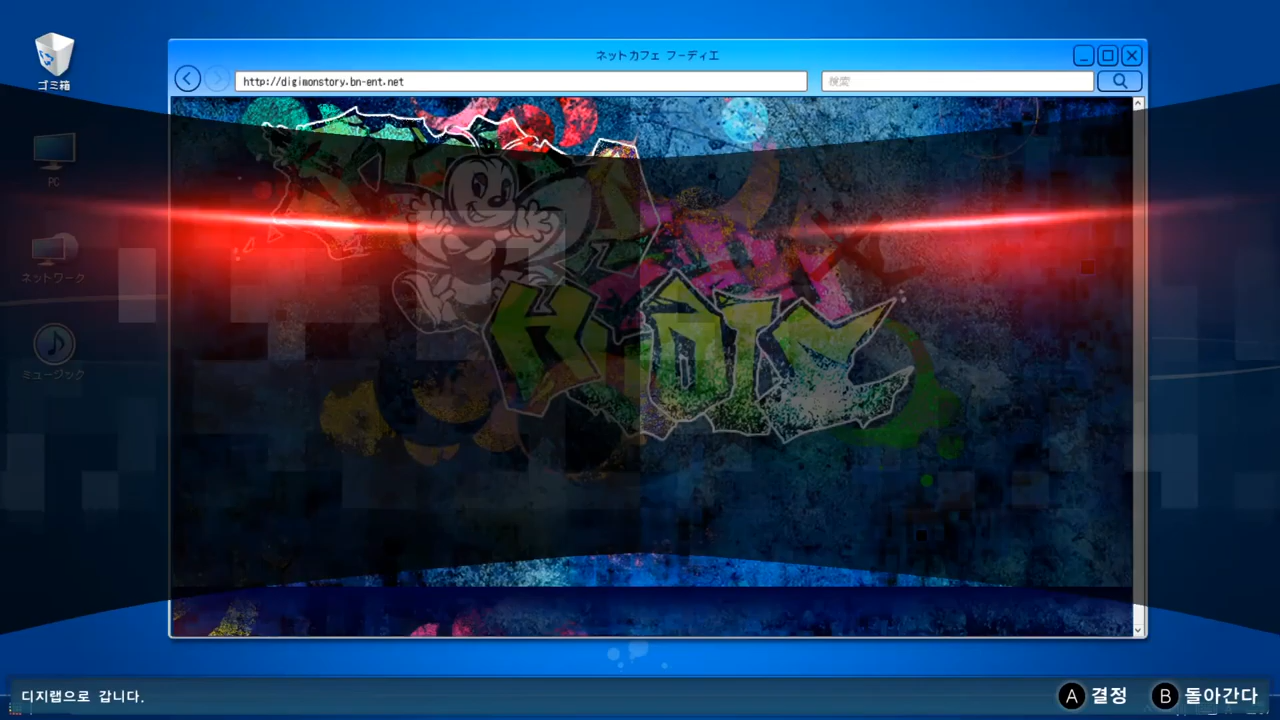 ゴミ箱
ネットカフェ フーディエ
http://digimonstory.bn-ent.net
検索
PC
ネットワーク
ミュージック
디지랩으로 갑니다.
A 결정
B 돌아간다